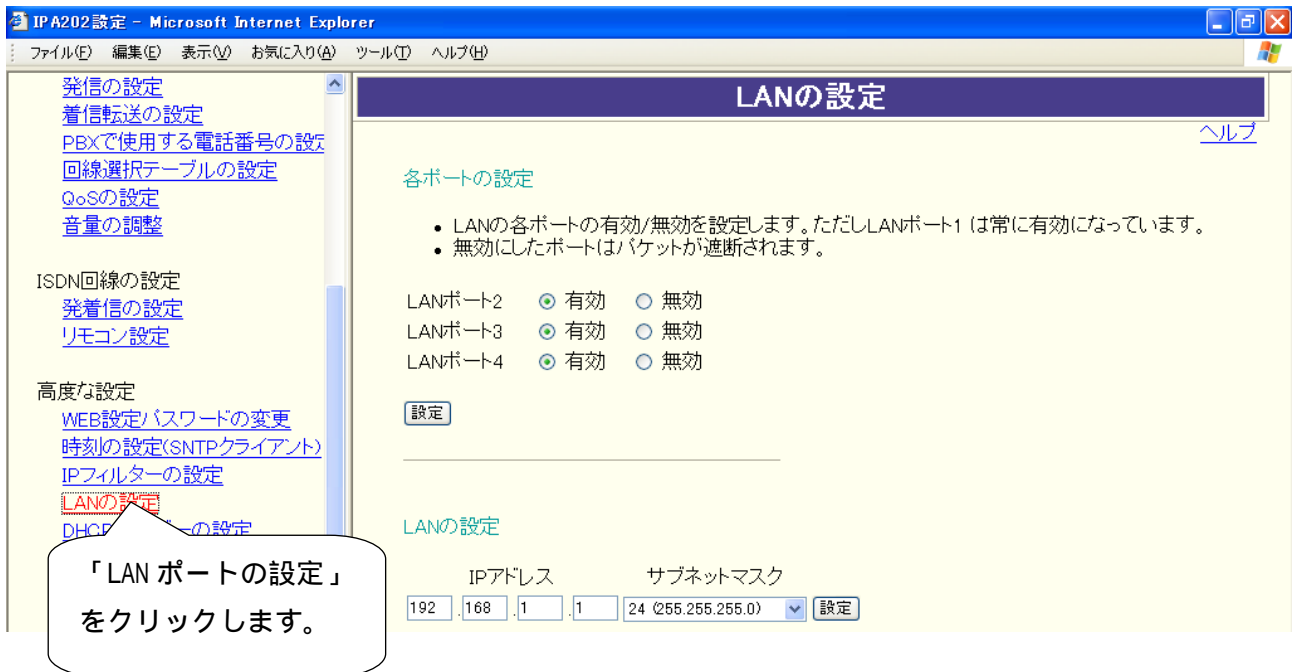 IPA202設定 - Microsoft Internet Explorer
ファイル(F) 編集(E) 表示(V) お気に入り(A) ツール(T) ヘルプ(H)
発信の設定
着信転送の設定
PBXで使用する電話番号の設定
回線選択テーブルの設定
QoSの設定
音量の調整
ISDN回線の設定
発着信の設定
リモコン設定
高度な設定
WEB設定パスワードの変更
時刻の設定(SNTPクライアント)
IPフィルターの設定
LANの設定
DHCP ーの設定
「LAN ポートの設定」
をクリックします。
LANの設定
ヘルプ
各ポートの設定
• LANの各ポートの有効/無効を設定します。ただしLANポート1 は常に有効になっています。
• 無効にしたポートはパケットが遮断されます。
LANポート2 有効 無効
LANポート3 有効 無効
LANポート4 有効 無効
設定
LANの設定
IPアドレス サブネットマスク
192 .168 .1 .1 24 (255.255.255.0) 設定